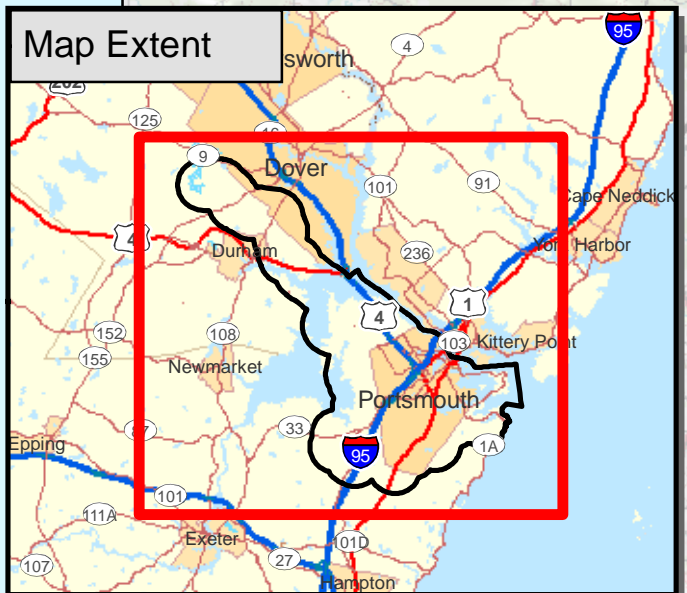 Map Extent
95
4
sworth
125
16
9
Dover
101
91
Cape Neddick
4
236
York Harbor
Durham
1
4
152
108
103
Kittery Point
155
Newmarket
Portsmouth
33
Epping
1A
95
101
111A
Exeter
101D
27
107
Hampton